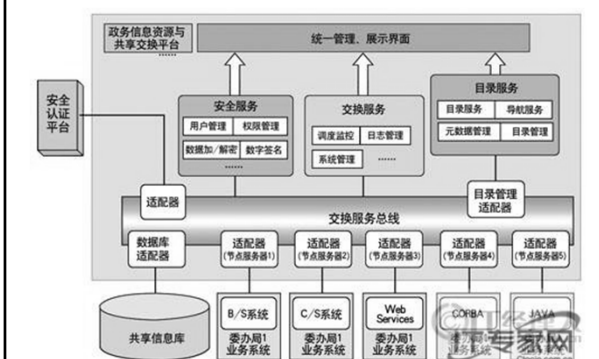 政务信息资源与
共享交换平台
统一管理、展示界面
安全
认证
平台
安全服务
用户管理 权限管理
数据加/解密 数字签名
……
交换服务
调度监控 日志管理
系统管理 ……
目录服务
目录服务 导航服务
元数据管理 目录管理
适配器
目录管理
适配器
交换服务总线
数据库
适配器
适配器
(节点服务器1)
适配器
(节点服务器2)
适配器
(节点服务器3)
适配器
(节点服务器4)
适配器
(节点服务器5)
共享信息库
B/S系统
委办局1
业务系统
C/S系统
委办局1
业务系统
Web
Services
委办局1
业务系统
CORBA
JAVA
专家网